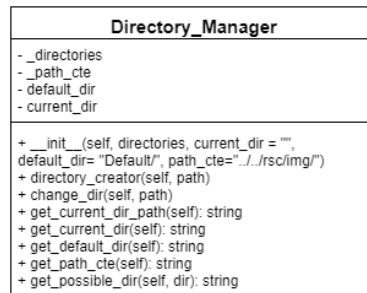 Directory_Manager
- _directories
- _path_cte
- default_dir
- current_dir
+ __init__(self, directories, current_dir = "",
default_dir= "Default/", path_cte="../../rsc/img/")
+ directory_creator(self, path)
+ change_dir(self, path)
+ get_current_dir_path(self): string
+ get_current_dir(self): string
+ get_default_dir(self): string
+ get_path_cte(self): string
+ get_possible_dir(self, dir): string